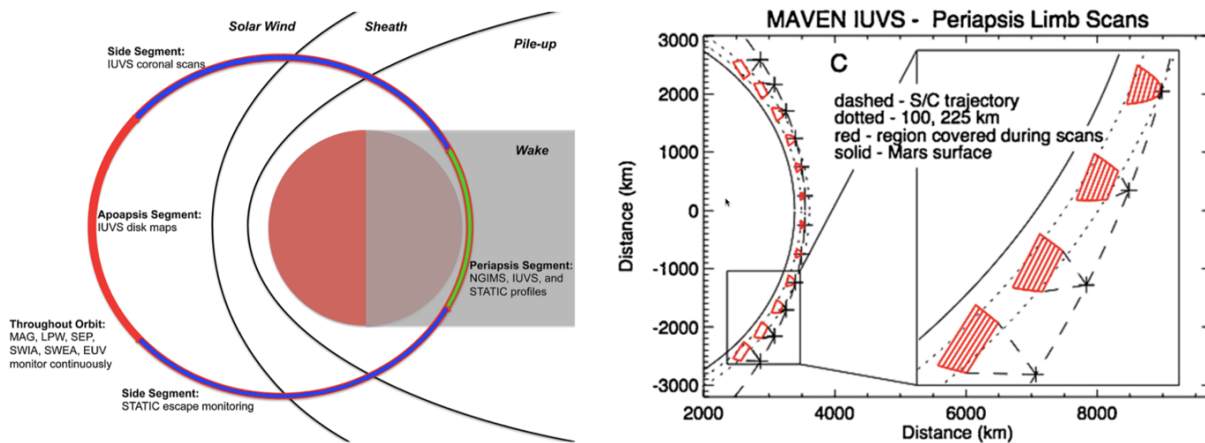 Solar Wind
Sheath
Pile-up
Side Segment:
IUVS coronal scans
Wake
Apoapsis Segment:
IUVS disk maps
Periapsis Segment:
NGIMS, IUVS, and
STATIC profiles
Throughout Orbit:
MAG, LPW, SEP,
SWIA, SWEA, EUV
monitor continuously
Side Segment:
STATIC escape monitoring
MAVEN IUVS - Periapsis Limb Scans
C
dashed - S/C trajectory
dotted - 100, 225 km
red - region covered during scans
solid - Mars surface
Distance (km)
3000
2000
1000
0
-1000
-2000
-3000
2000 4000 6000 8000
Distance (km)